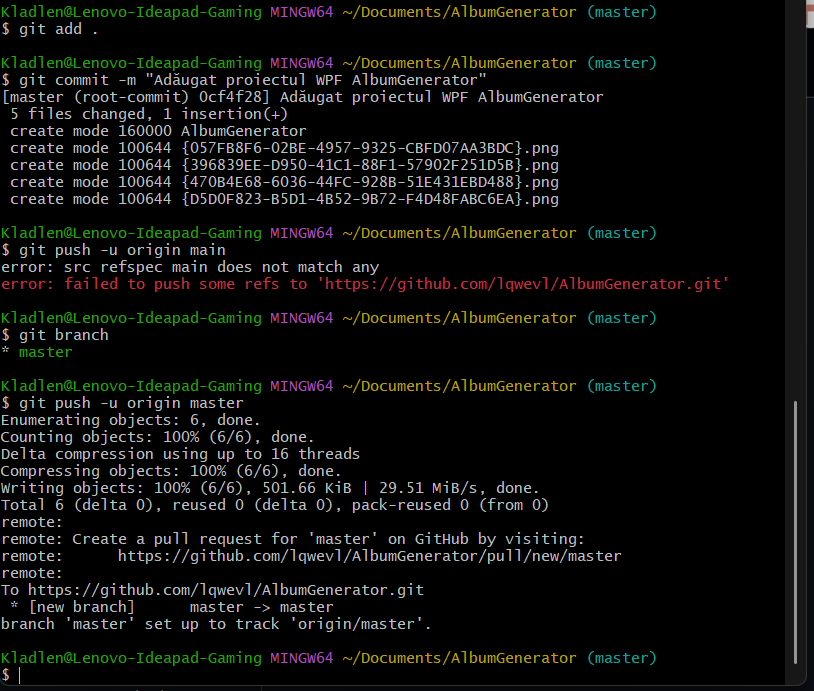 Kladlen@Lenovo-Ideapad-Gaming MINGW64 ~/Documents/AlbumGenerator (master)
$ git add .
Kladlen@Lenovo-Ideapad-Gaming MINGW64 ~/Documents/AlbumGenerator (master)
$ git commit -m "Adăugat proiectul WPF AlbumGenerator"
[master (root-commit) 0cf4f28] Adăugat proiectul WPF AlbumGenerator
 5 files changed, 1 insertion(+)
 create mode 160000 AlbumGenerator
 create mode 100644 {057FB8F6-02BE-4957-9325-CBFD07AA3BDC}.png
 create mode 100644 {396839EE-D950-41C1-88F1-57902F251D5B}.png
 create mode 100644 {470B4E68-6036-44FC-928B-51E431EBD488}.png
 create mode 100644 {D5D0F823-B5D1-4B52-9B72-F4D48FABC6EA}.png
Kladlen@Lenovo-Ideapad-Gaming MINGW64 ~/Documents/AlbumGenerator (master)
$ git push -u origin main
error: src refspec main does not match any
error: failed to push some refs to 'https://github.com/lqwevl/AlbumGenerator.git'
Kladlen@Lenovo-Ideapad-Gaming MINGW64 ~/Documents/AlbumGenerator (master)
$ git branch
* master
Kladlen@Lenovo-Ideapad-Gaming MINGW64 ~/Documents/AlbumGenerator (master)
$ git push -u origin master
Enumerating objects: 6, done.
Counting objects: 100% (6/6), done.
Delta compression using up to 16 threads
Compressing objects: 100% (6/6), done.
Writing objects: 100% (6/6), 501.66 KiB | 29.51 MiB/s, done.
Total 6 (delta 0), reused 0 (delta 0), pack-reused 0 (from 0)
remote:
remote: Create a pull request for 'master' on GitHub by visiting:
remote:      https://github.com/lqwevl/AlbumGenerator/pull/new/master
remote:
To https://github.com/lqwevl/AlbumGenerator.git
 * [new branch]      master -> master
branch 'master' set up to track 'origin/master'.
Kladlen@Lenovo-Ideapad-Gaming MINGW64 ~/Documents/AlbumGenerator (master)
$